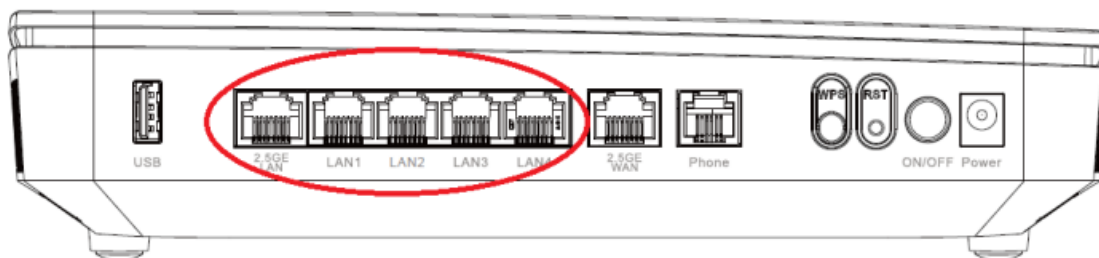 WPS RST
USB
2.5GE
LAN
LAN1 LAN2 LAN3 LAN4
2.5GE
WAN
Phone
ON/OFF Power